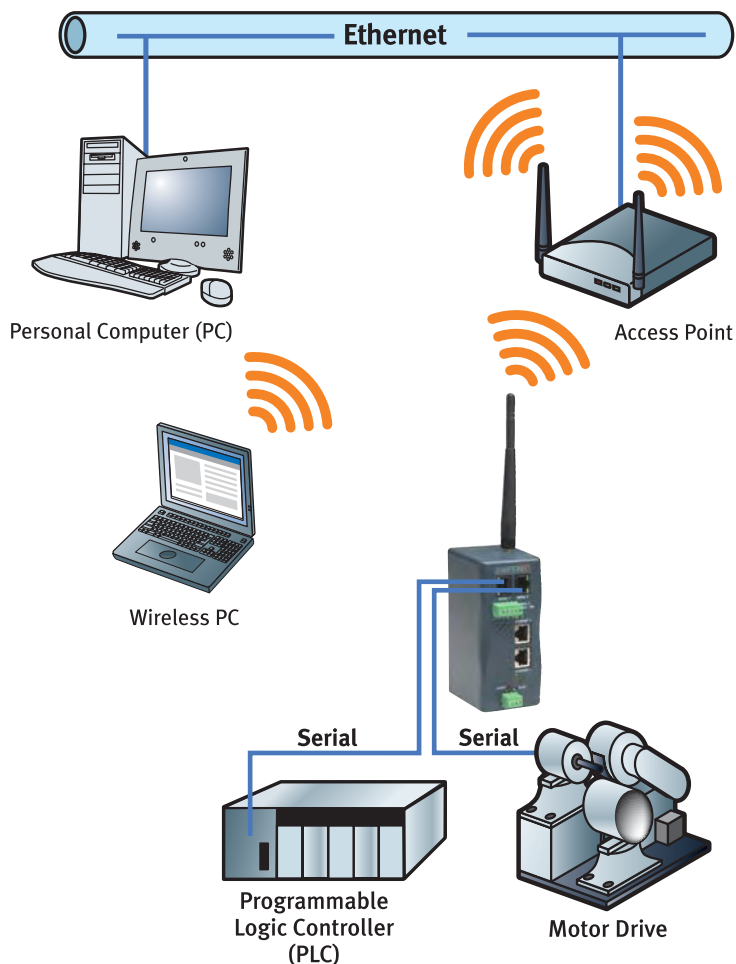 Ethernet
Personal Computer (PC)
Access Point
Wireless PC
Serial
Serial
Programmable
Logic Controller
(PLC)
Motor Drive